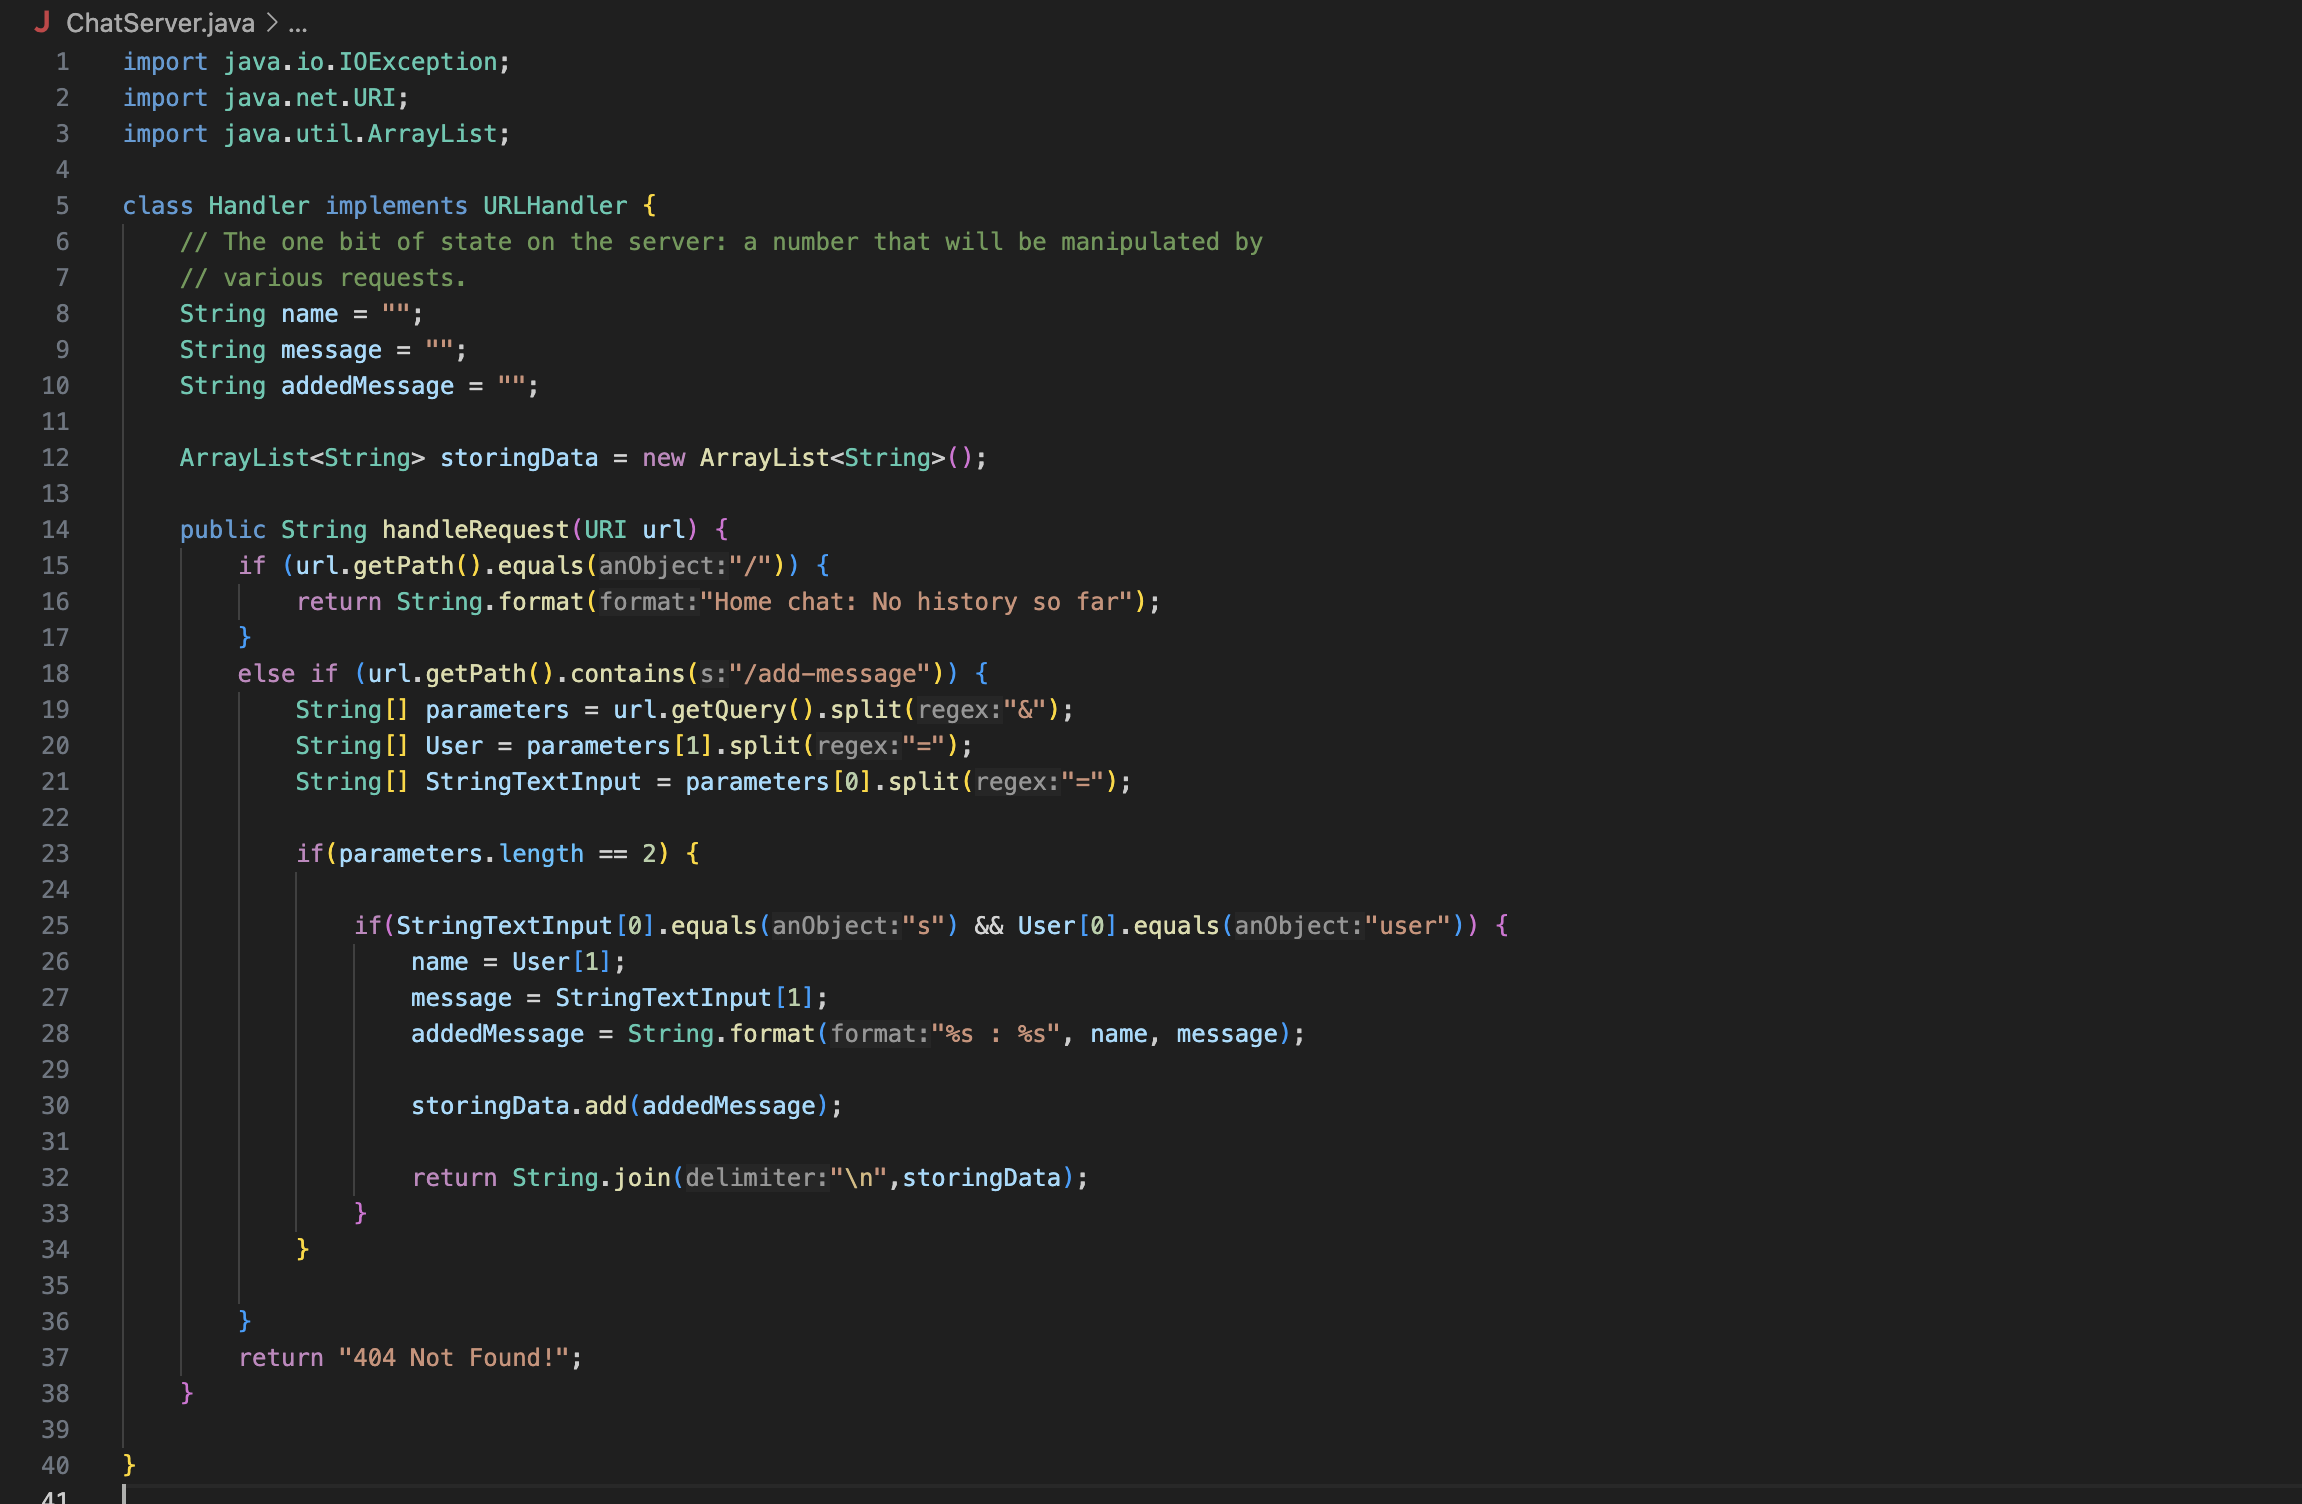 J ChatServer.java > ...
1 import java.io.IOException;
2 import java.net.URI;
3 import java.util.ArrayList;
4
5 class Handler implements URLHandler {
6 // The one bit of state on the server: a number that will be manipulated by
7 // various requests.
8 String name = "";
9 String message = "";
10 String addedMessage = "";
11
12 ArrayList<String> storingData = new ArrayList<String>();
13
14 public String handleRequest(URI url) {
15 if (url.getPath().equals(anObject:"/")) {
16 return String.format(format:"Home chat: No history so far");
17 }
18 else if (url.getPath().contains(s:"/add-message")) {
19 String[] parameters = url.getQuery().split(regex:"&");
20 String[] User = parameters[1].split(regex:"=");
21 String[] StringTextInput = parameters[0].split(regex:"=");
22
23 if(parameters.length == 2) {
24
25 if(StringTextInput[0].equals(anObject:"s") && User[0].equals(anObject:"user")) {
26 name = User[1];
27 message = StringTextInput[1];
28 addedMessage = String.format(format:"%s : %s", name, message);
29
30 storingData.add(addedMessage);
31
32 return String.join(delimiter:"\n",storingData);
33 }
34 }
35
36 }
37 return "404 Not Found!";
38 }
39
40 }
41